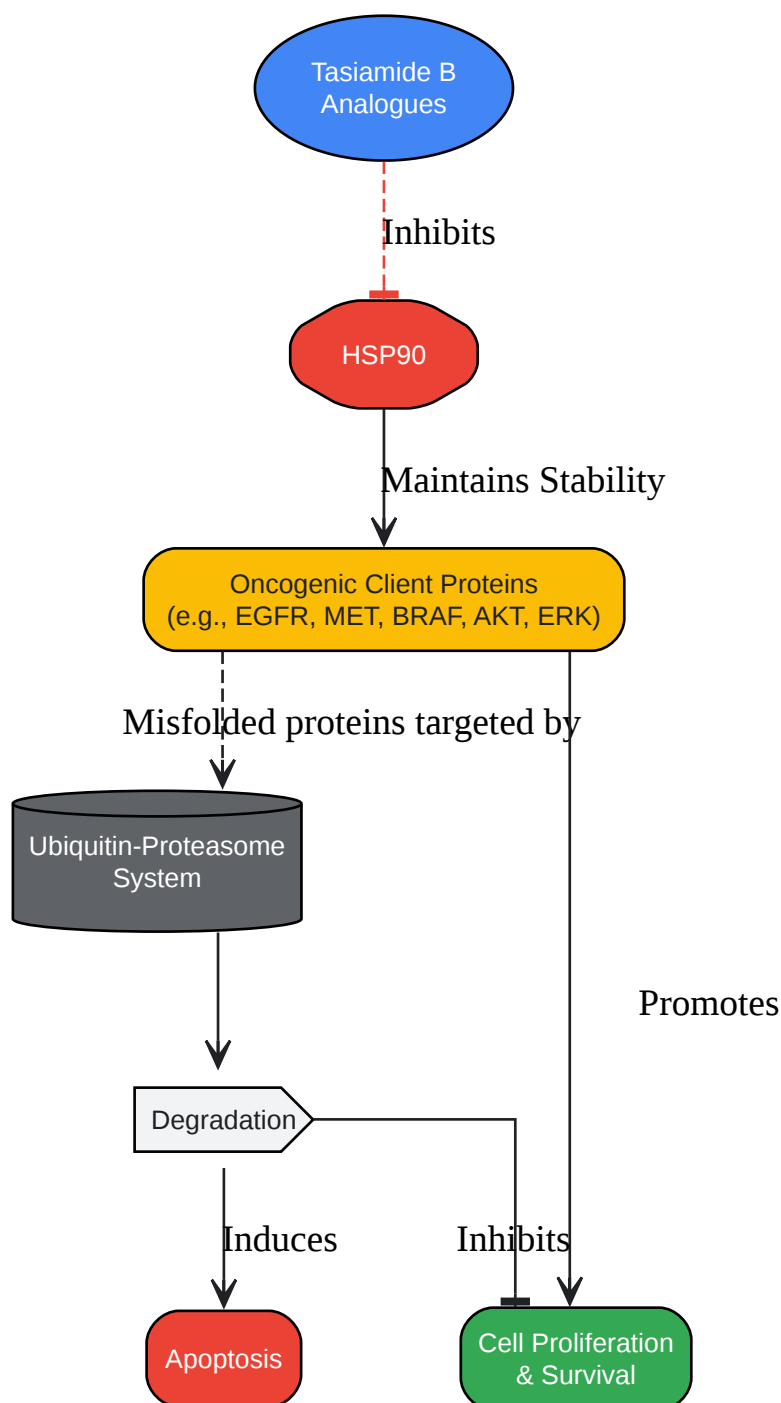 Tasiamide B
Analogues
Inhibits
HSP90
Maintains Stability
Oncogenic Client Proteins
(e.g., EGFR, MET, BRAF, AKT, ERK)
Misfolded proteins targeted by
Ubiquitin-Proteasome
System
Promotes
Degradation
Induces
Inhibits
Apoptosis
Cell Proliferation
& Survival